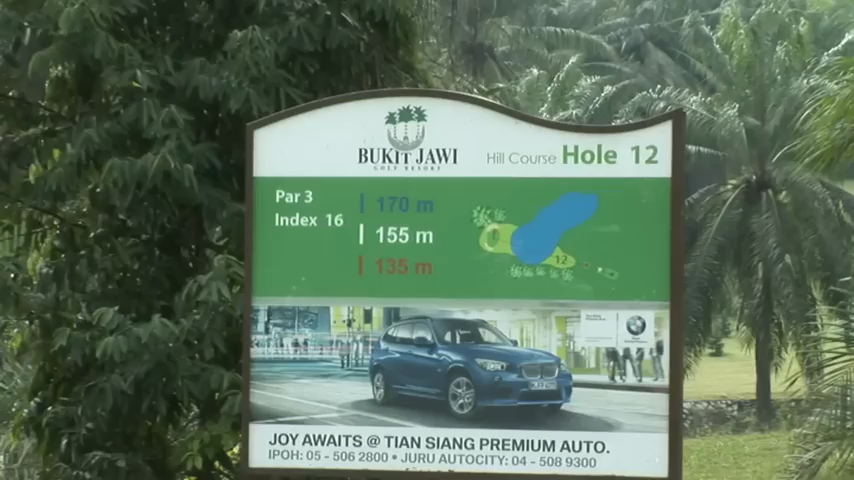 BUKIT JAWI
GOLF RESORT
Hill Course Hole 12
Par 3
Index 16
170 m
155 m
135 m
12
JOY AWAITS @ TIAN SIANG PREMIUM AUTO.
IPOH: 05 - 506 2800 • JURU AUTOCITY: 04 - 508 9300